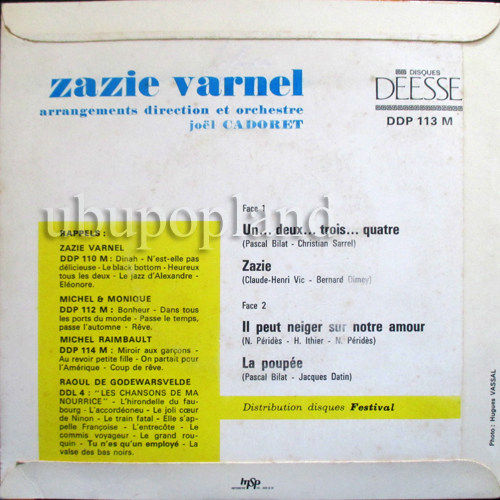 zazie varnel
arrangements direction et orchestre
joël CADORET
DISQUES
DEESSE
DDP 113 M
ubupopland
Face 1
Un... deux... trois... quatre
(Pascal Bilat - Christian Sarrel)
Zazie
(Claude-Henri Vic - Bernard Dimey)
Face 2
Il peut neiger sur notre amour
(N. Péridès - H. Ithier - N. Péridès)
La poupée
(Pascal Bilat - Jacques Datin)
RAPPELS :
ZAZIE VARNEL
DDP 110 M : Dinah - N'est-elle pas
délicieuse - Le black bottom - Heureux
tous les deux - Le jazz d'Alexandre -
Eléonore.
MICHEL & MONIQUE
DDP 112 M : Bonheur - Dans tous
les ports du monde - Passe le temps,
passe l'automne - Rêve.
MICHEL RAIMBAULT
DDP 114 M : Miroir aux garçons -
Au revoir petite fille - On partait pour
l'Amérique - Coup de rêve.
RAOUL DE GODEWARSVELDE
DDL 4 : "LES CHANSONS DE MA
NOURRICE" - L'hirondelle du fau-
bourg - L'accordéoneu - Le joli cœur
de Ninon - Le train fatal - Elle s'ap-
pelle Françoise - L'entrecôte - Le
commis voyageur - Le grand rou-
quin - Tu n'es qu'un employé - La
valse des bas noirs.
Distribution disques Festival
Photo : Hugues VASSAL